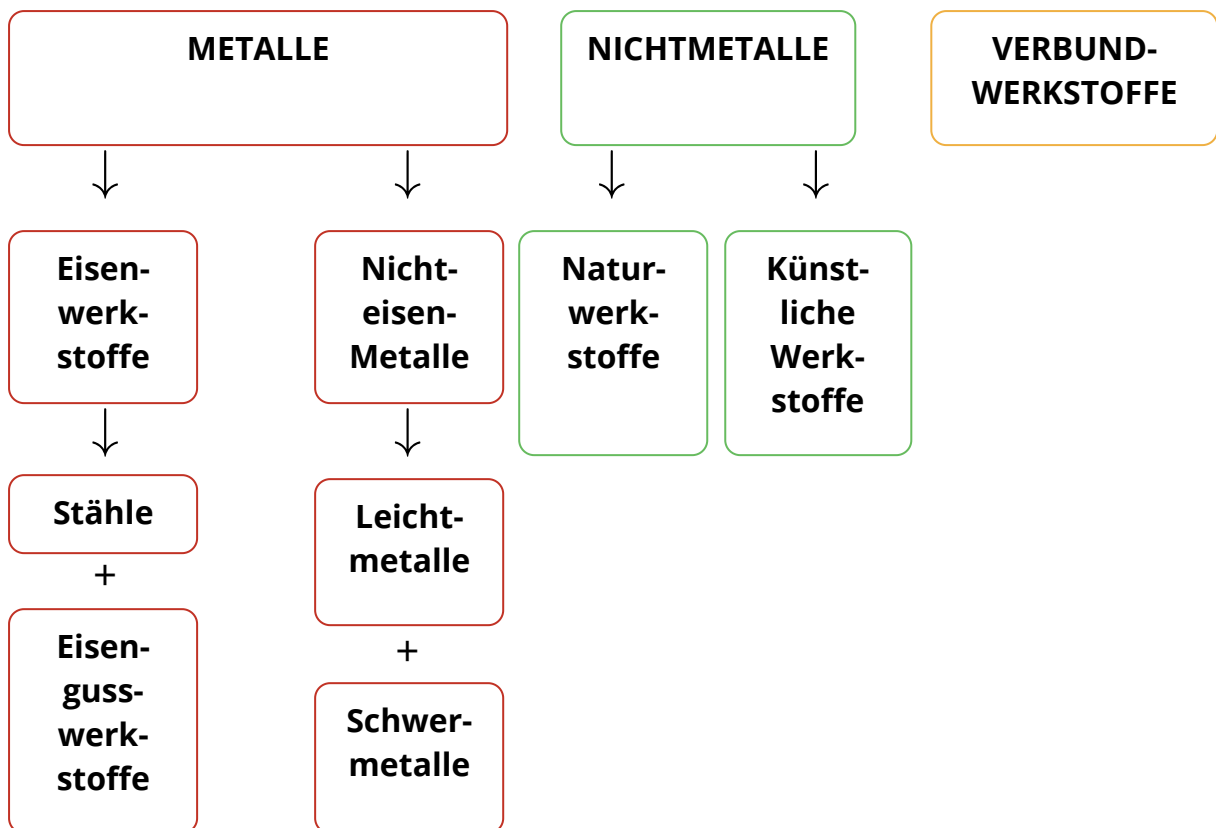 METALLE
NICHTMETALLE
VERBUND-
WERKSTOFFE
Eisen-
werk-
stoffe
Nicht-
eisen-
Metalle
Natur-
werk-
stoffe
Künst-
liche
Werk-
stoffe
Stähle
+
Eisen-
guss-
werk-
stoffe
Leicht-
metalle
+
Schwer-
metalle